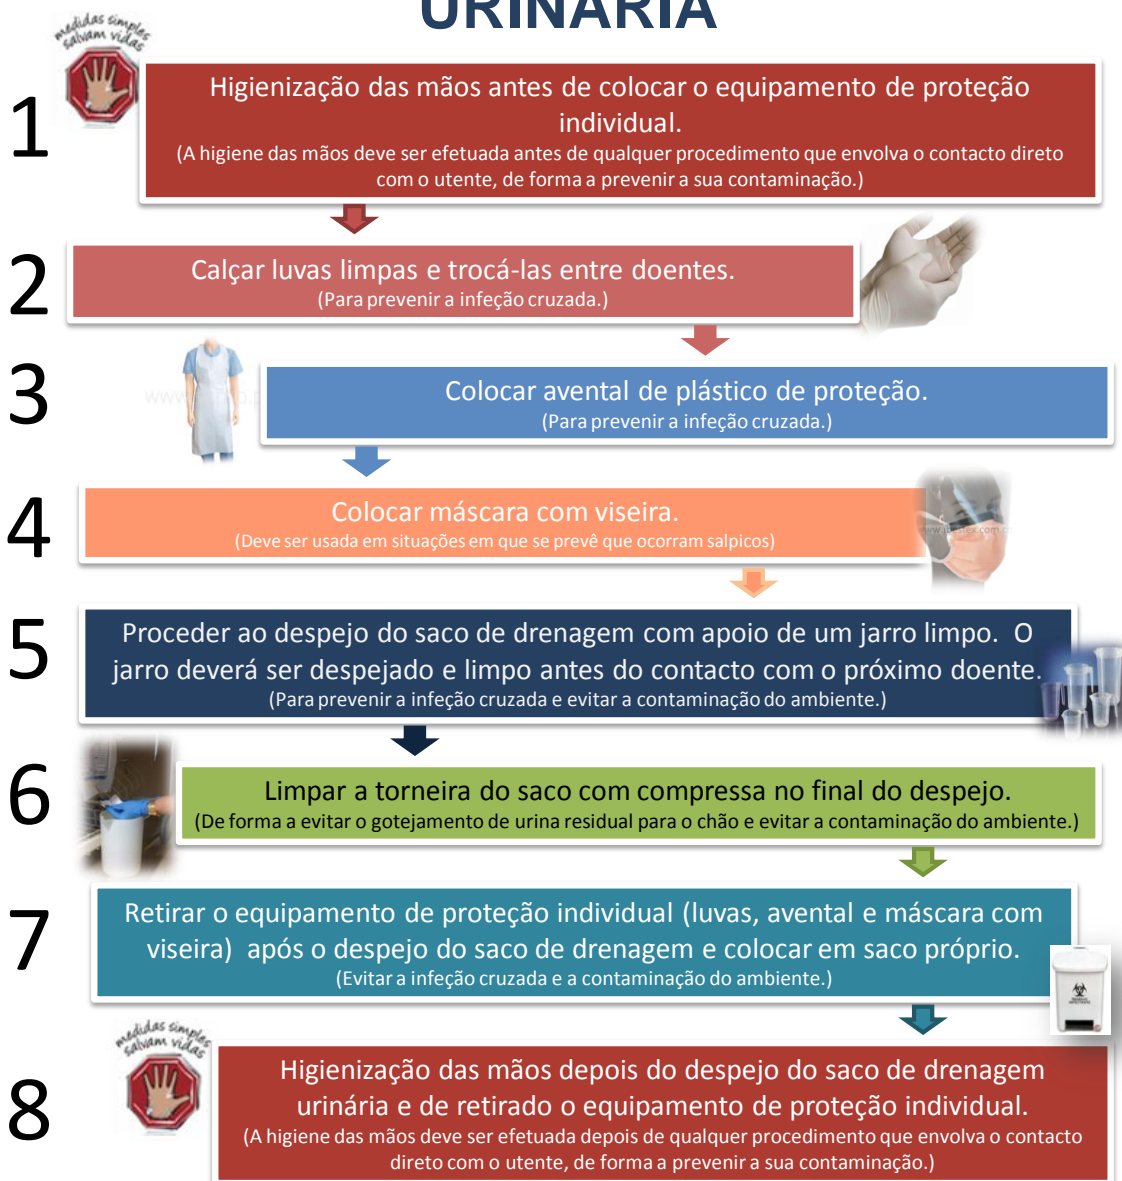 URINÁRIA
medidas simples
salvam vidas
1
Higienização das mãos antes de colocar o equipamento de proteção
individual.
(A higiene das mãos deve ser efetuada antes de qualquer procedimento que envolva o contacto direto
com o utente, de forma a prevenir a sua contaminação.)
2
Calçar luvas limpas e trocá-las entre doentes.
(Para prevenir a infeção cruzada.)
3
Colocar avental de plástico de proteção.
(Para prevenir a infeção cruzada.)
4
Colocar máscara com viseira.
(Deve ser usada em situações em que se prevê que ocorram salpicos)
5
Proceder ao despejo do saco de drenagem com apoio de um jarro limpo. O
jarro deverá ser despejado e limpo antes do contacto com o próximo doente.
(Para prevenir a infeção cruzada e evitar a contaminação do ambiente.)
6
Limpar a torneira do saco com compressa no final do despejo.
(De forma a evitar o gotejamento de urina residual para o chão e evitar a contaminação do ambiente.)
7
Retirar o equipamento de proteção individual (luvas, avental e máscara com
viseira) após o despejo do saco de drenagem e colocar em saco próprio.
(Evitar a infeção cruzada e a contaminação do ambiente.)
medidas simples
salvam vidas
8
Higienização das mãos depois do despejo do saco de drenagem
urinária e de retirado o equipamento de proteção individual.
(A higiene das mãos deve ser efetuada depois de qualquer procedimento que envolva o contacto
direto com o utente, de forma a prevenir a sua contaminação.)